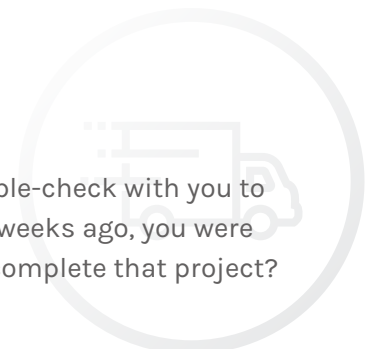 ble-check with you to
weeks ago, you were
omplete that project?